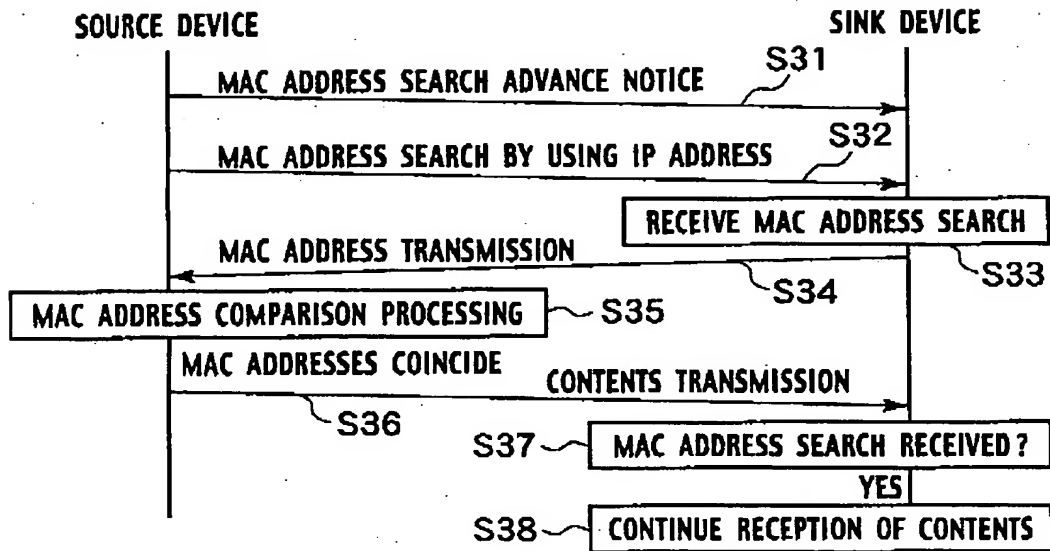 SOURCE DEVICE
SINK DEVICE
MAC ADDRESS SEARCH ADVANCE NOTICE
S31
MAC ADDRESS SEARCH BY USING IP ADDRESS
S32
RECEIVE MAC ADDRESS SEARCH
S33
MAC ADDRESS TRANSMISSION
S34
MAC ADDRESS COMPARISON PROCESSING
S35
MAC ADDRESSES COINCIDE
CONTENTS TRANSMISSION
S36
S37
MAC ADDRESS SEARCH RECEIVED?
YES
S38
CONTINUE RECEPTION OF CONTENTS